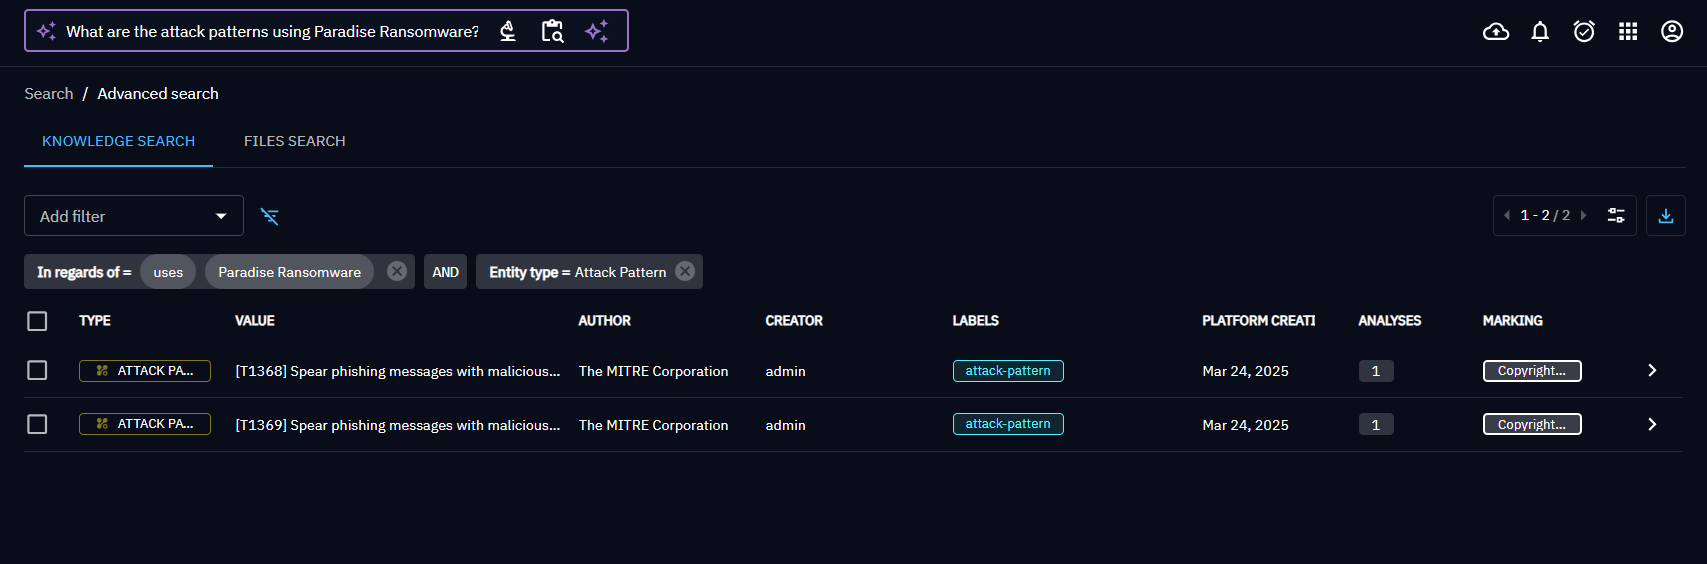 What are the attack patterns using Paradise Ransomware?
Search / Advanced search
KNOWLEDGE SEARCH FILES SEARCH
Add filter 1 - 2 / 2
In regards of = uses Paradise Ransomware AND Entity type = Attack Pattern
TYPE VALUE AUTHOR CREATOR LABELS PLATFORM CREATI ANALYSES MARKING
ATTACK PA... [T1368] Spear phishing messages with malicious... The MITRE Corporation admin attack-pattern Mar 24, 2025 1 Copyright...
ATTACK PA... [T1369] Spear phishing messages with malicious... The MITRE Corporation admin attack-pattern Mar 24, 2025 1 Copyright...